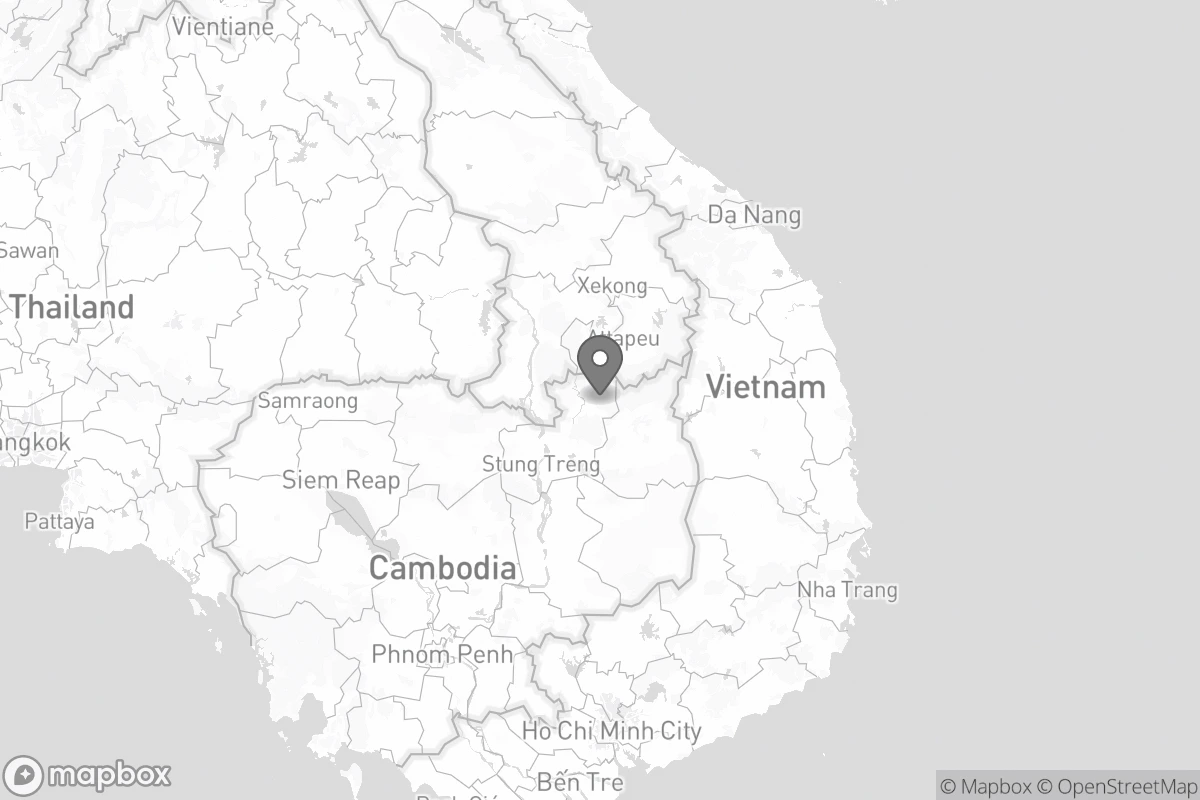 Vientiane
Da Nang
Sawan
Xekong
Thailand
Attapeu
Vietnam
Samraong
angkok
Stung Treng
Siem Reap
Pattaya
Cambodia
Nha Trang
Phnom Penh
Ho Chi Minh City
mapbox
Bến Tre
© Mapbox © OpenStreetMap